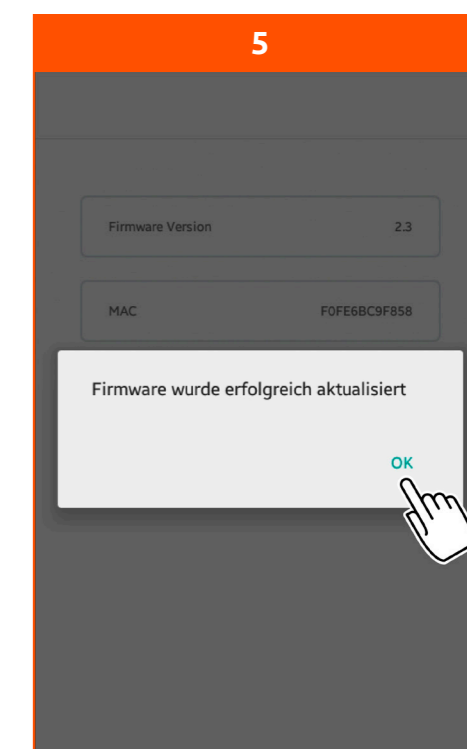 5
Firmware Version 2.3
MAC F0FE6BC9F858
Firmware wurde erfolgreich aktualisiert
OK